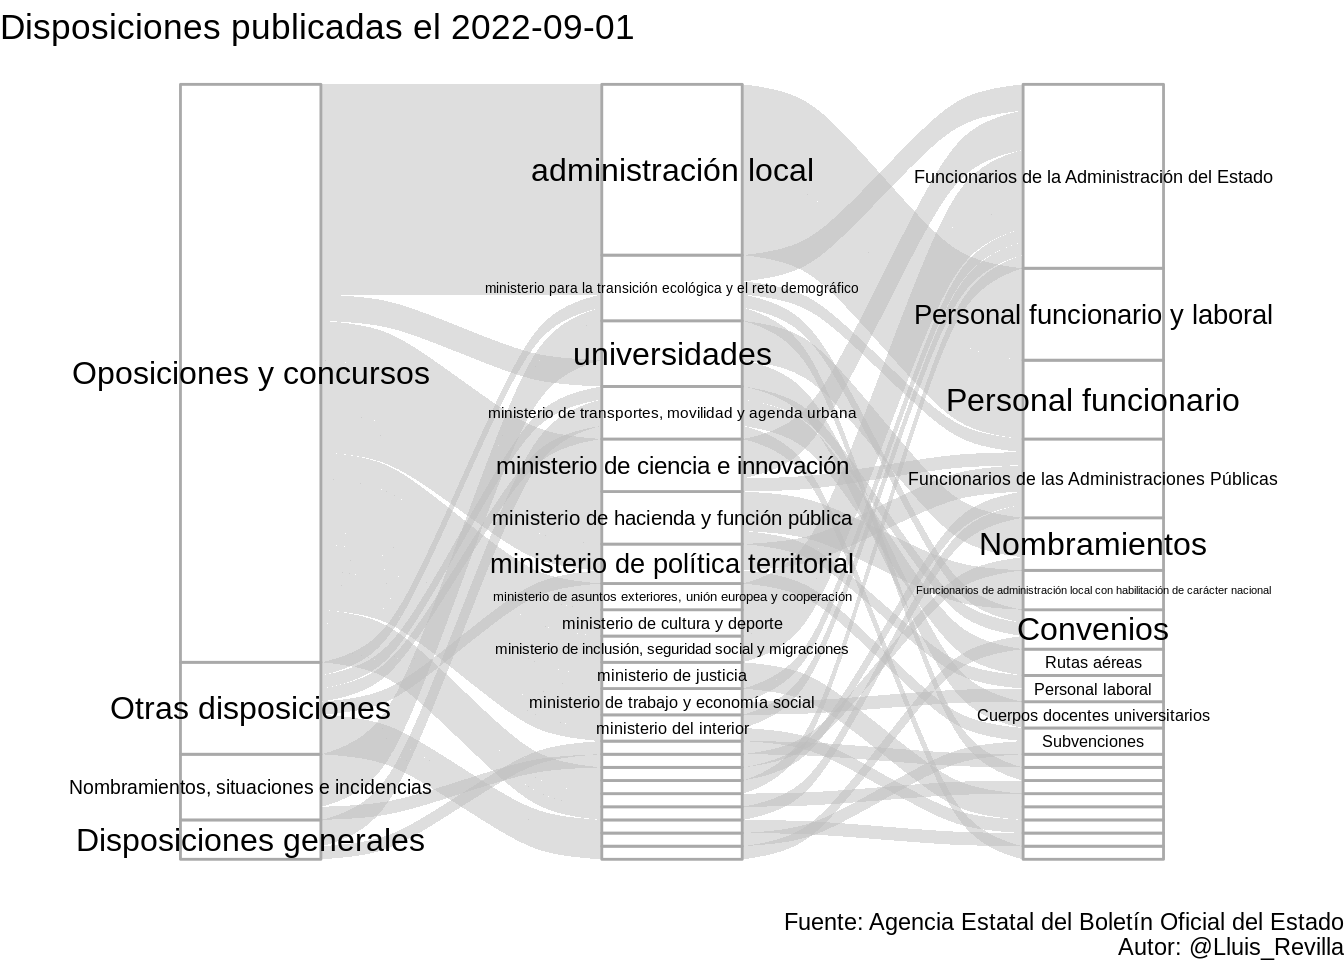 Disposiciones publicadas el 2022-09-01
Oposiciones y concursos
Otras disposiciones
Nombramientos, situaciones e incidencias
Disposiciones generales
administración local
ministerio para la transición ecológica y el reto demográfico
universidades
ministerio de transportes, movilidad y agenda urbana
ministerio de ciencia e innovación
ministerio de hacienda y función pública
ministerio de política territorial
ministerio de asuntos exteriores, unión europea y cooperación
ministerio de cultura y deporte
ministerio de inclusión, seguridad social y migraciones
ministerio de justicia
ministerio de trabajo y economía social
ministerio del interior
Funcionarios de la Administración del Estado
Personal funcionario y laboral
Personal funcionario
Funcionarios de las Administraciones Públicas
Nombramientos
Funcionarios de administración local con habilitación de carácter nacional
Convenios
Rutas aéreas
Personal laboral
Cuerpos docentes universitarios
Subvenciones
Fuente: Agencia Estatal del Boletín Oficial del Estado
Autor: @Lluis_Revilla